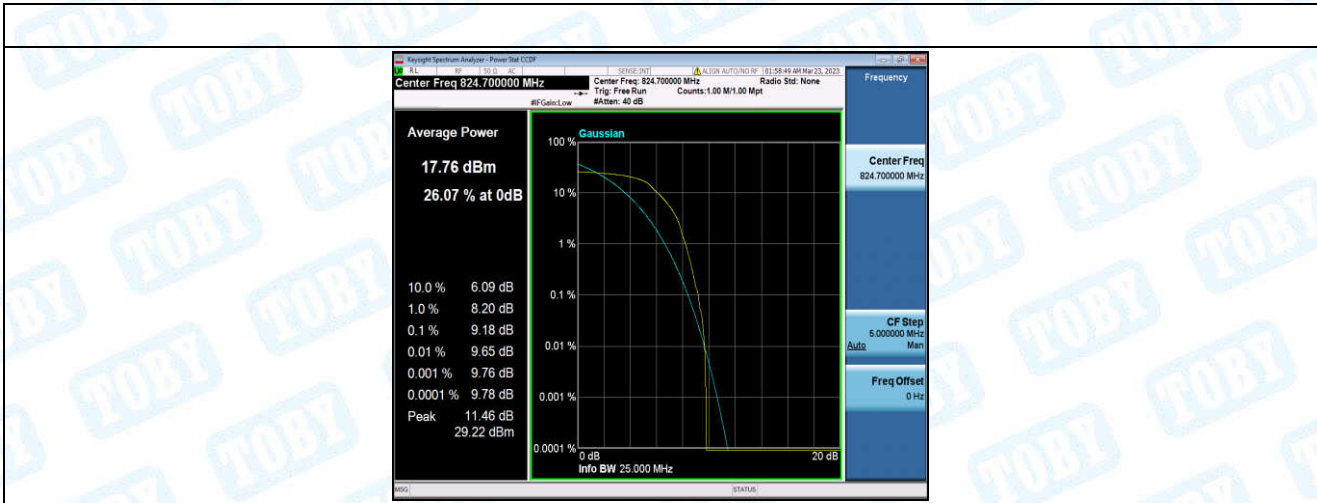 Keysight Spectrum Analyzer - Power Stat CCDF
RL RF 50 Ω AC SENSE:INT ALIGN AUTO/NO RF 01:58:49 AM Mar 23, 2023
Center Freq 824.700000 MHz
Center Freq: 824.700000 MHz Radio Std: None
Trig: Free Run Counts:1.00 M/1.00 Mpt
#IFGain:Low #Atten: 40 dB
Frequency
Average Power
17.76 dBm
26.07 % at 0dB
10.0 % 6.09 dB
1.0 % 8.20 dB
0.1 % 9.18 dB
0.01 % 9.65 dB
0.001 % 9.76 dB
0.0001 % 9.78 dB
Peak 11.46 dB
29.22 dBm
Gaussian
100 %
10 %
1 %
0.1 %
0.01 %
0.001 %
0.0001 %
0 dB 20 dB
Info BW 25.000 MHz
Center Freq
824.700000 MHz
CF Step
5.000000 MHz
Auto Man
Freq Offset
0 Hz
MSG STATUS
TOBY